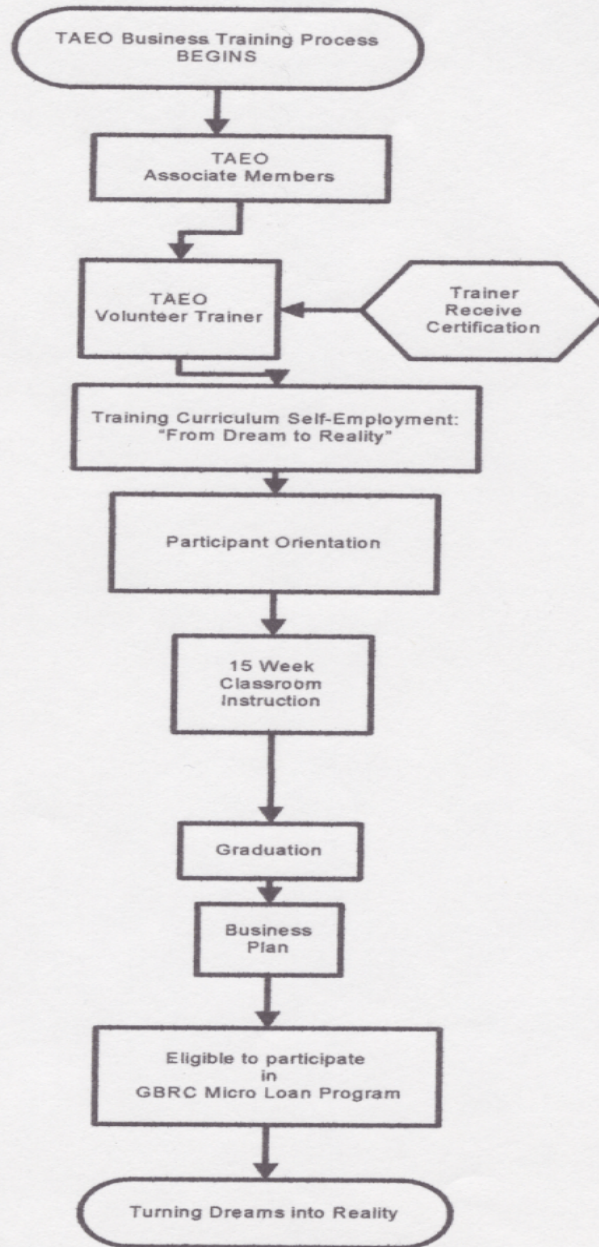 TAEO Business Training Process
BEGINS
TAEO
Associate Members
TAEO
Volunteer Trainer
Trainer
Receive
Certification
Training Curriculum Self-Employment:
"From Dream to Reality"
Participant Orientation
15 Week
Classroom
Instruction
Graduation
Business
Plan
Eligible to participate
in
GBRC Micro Loan Program
Turning Dreams into Reality